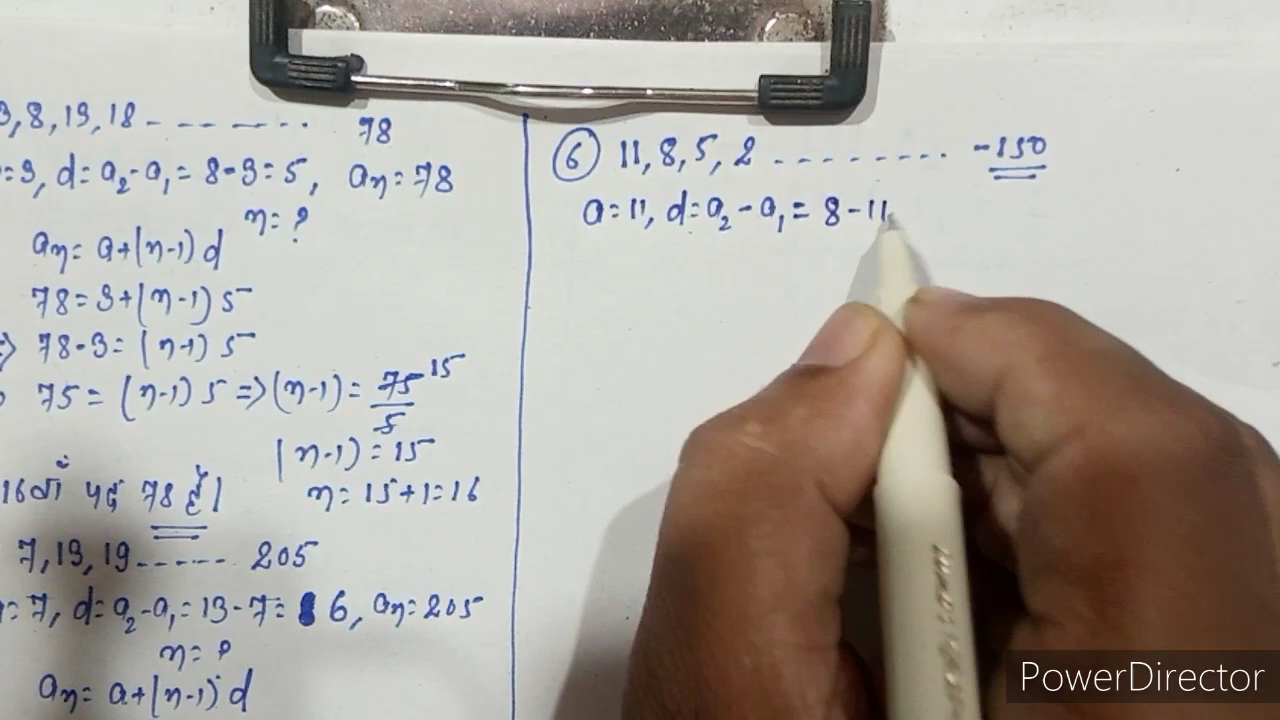 3, 8, 13, 18 - - - - - - - . 78
=3, d=a₂-a₁= 8-3=5, aₙ=78
n=?
aₙ= a+(n-1) d
78=3+(n-1) 5
=> 78-3= (n-1) 5
75= (n-1) 5 =>(n-1)= 75/5 15
(n-1)=15
n= 15+1=16
16वाँ पद 78 है।
7, 13, 19 - - - - - - 205
=7, d=a₂-a₁=13-7= 6, aₙ=205
n=?
aₙ= a+(n-1) d
6 11, 8, 5, 2 - - - - - - - - . -150
a=11, d=a₂-a₁= 8-11
PowerDirector